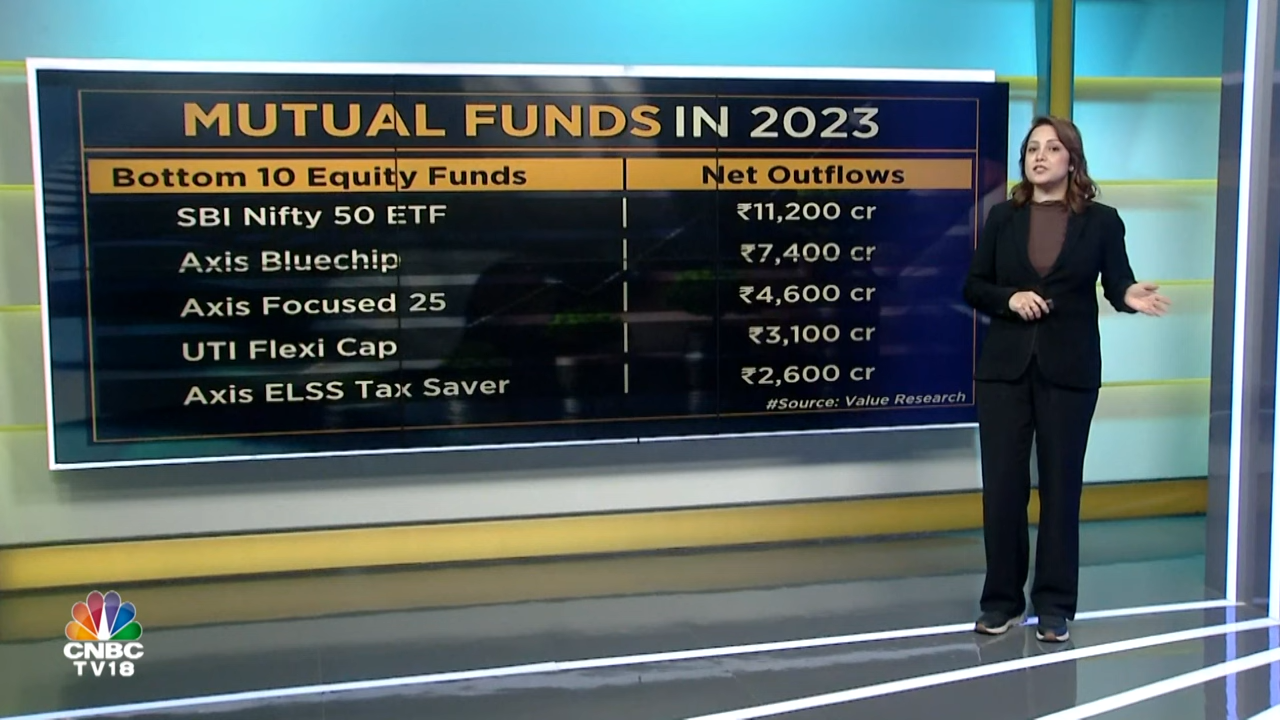 MUTUAL FUNDS IN 2023
Bottom 10 Equity Funds Net Outflows
SBI Nifty 50 ETF ₹11,200 cr
Axis Bluechip ₹7,400 cr
Axis Focused 25 ₹4,600 cr
UTI Flexi Cap ₹3,100 cr
Axis ELSS Tax Saver ₹2,600 cr
#Source: Value Research
CNBC
TV18